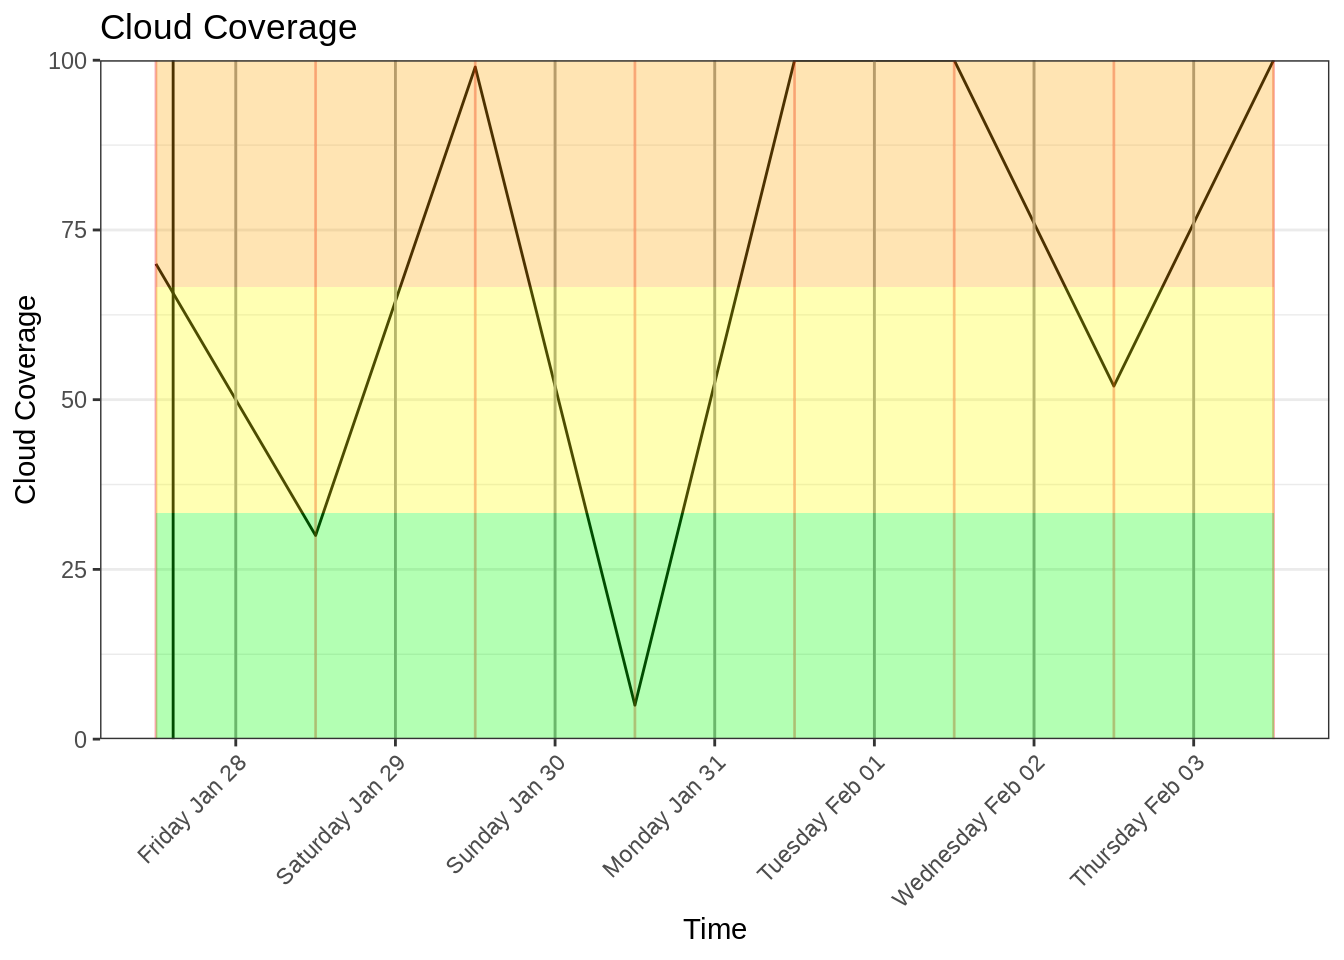 Cloud Coverage
100
75
50
25
0
Cloud Coverage
Friday Jan 28
Saturday Jan 29
Sunday Jan 30
Monday Jan 31
Tuesday Feb 01
Wednesday Feb 02
Thursday Feb 03
Time